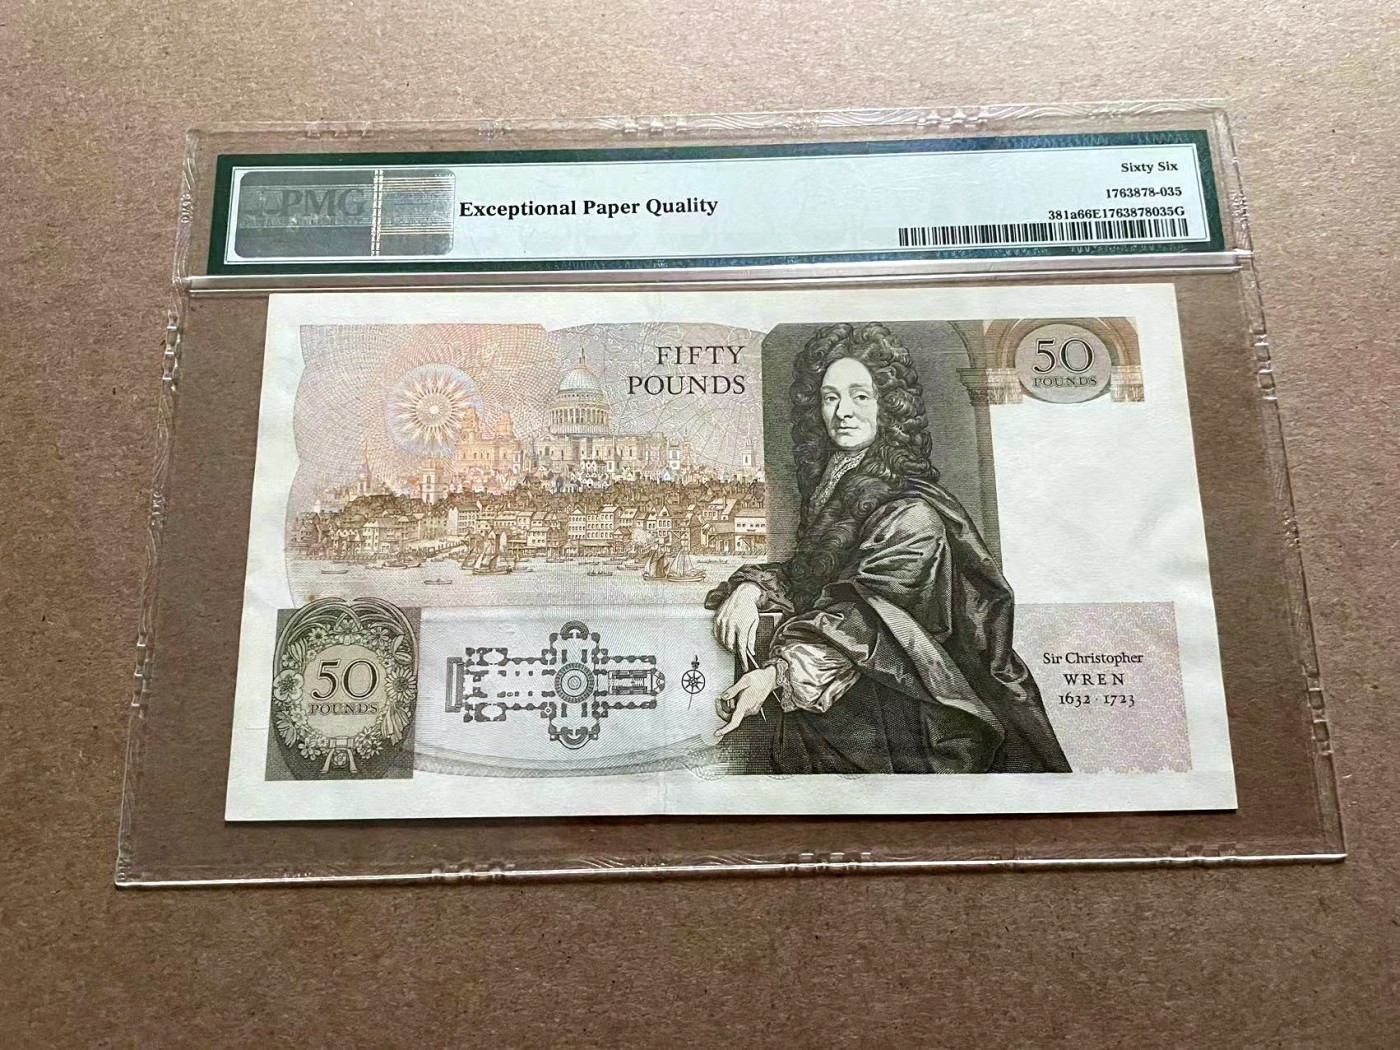 PMG
Exceptional Paper Quality
Sixty Six
1763878-035
381a66E1763878035G
FIFTY
POUNDS
50
POUNDS
50
POUNDS
Sir Christopher
WREN
1632 · 1723